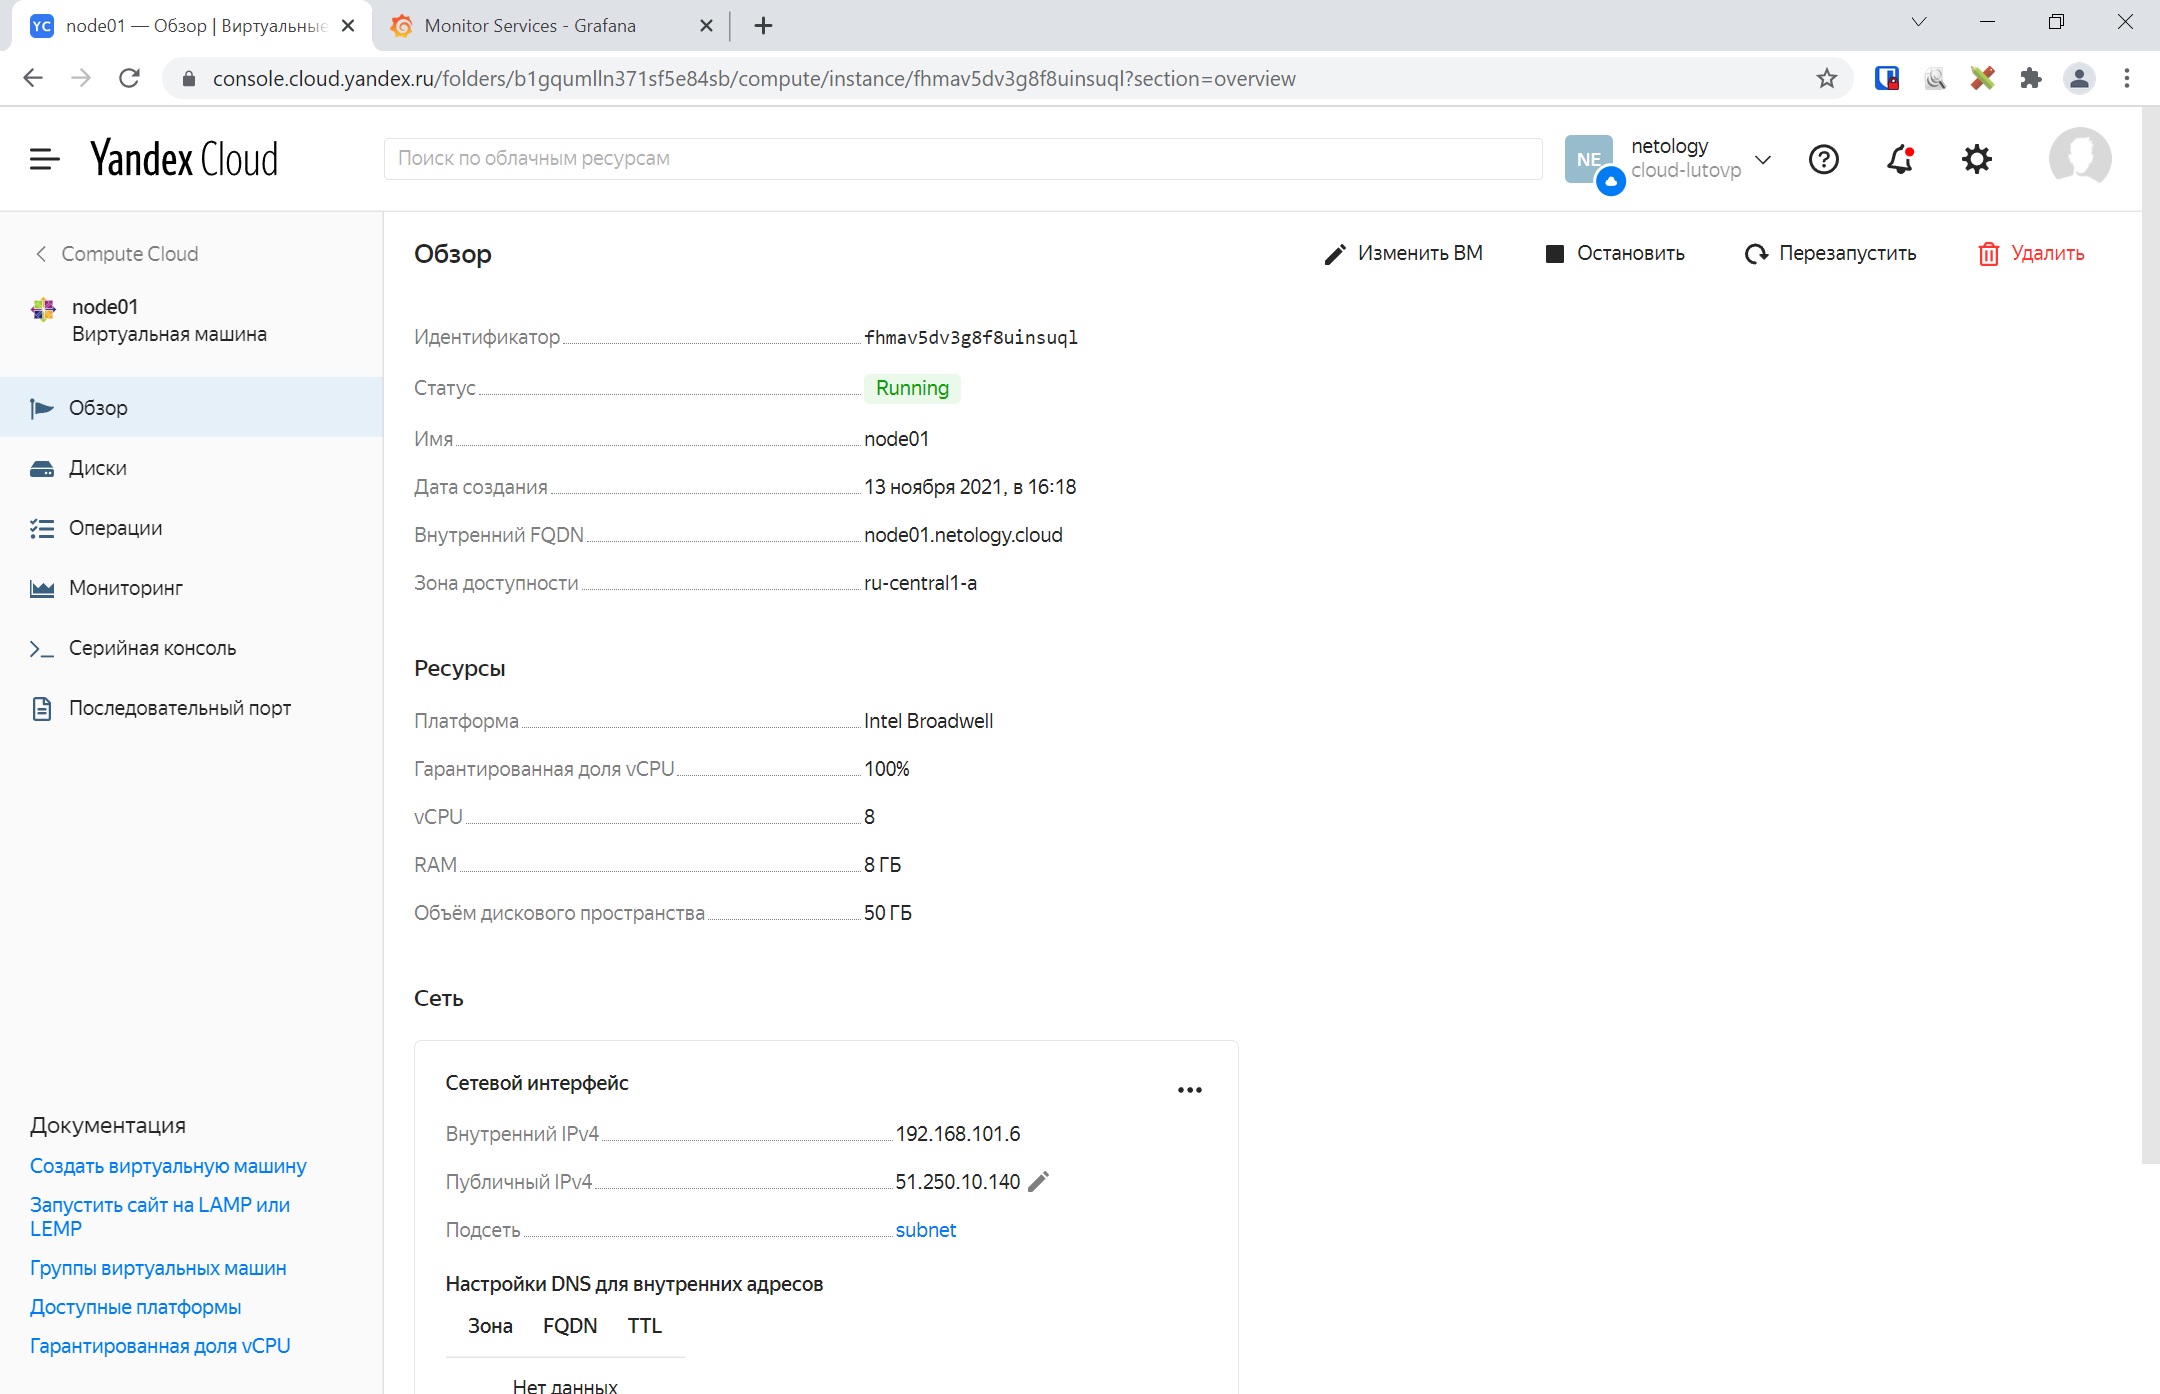 YC node01 — Обзор | Виртуальные
Monitor Services - Grafana
console.cloud.yandex.ru/folders/b1gqumlln371sf5e84sb/compute/instance/fhmav5dv3g8f8uinsuql?section=overview
Yandex Cloud
Поиск по облачным ресурсам
NE
netology
cloud-lutovp
Compute Cloud
node01
Виртуальная машина
Обзор
Диски
Операции
Мониторинг
Серийная консоль
Последовательный порт
Документация
Создать виртуальную машину
Запустить сайт на LAMP или
LEMP
Группы виртуальных машин
Доступные платформы
Гарантированная доля vCPU
Обзор
Изменить ВМ
Остановить
Перезапустить
Удалить
Идентификатор fhmav5dv3g8f8uinsuql
Статус Running
Имя node01
Дата создания 13 ноября 2021, в 16:18
Внутренний FQDN node01.netology.cloud
Зона доступности ru-central1-a
Ресурсы
Платформа Intel Broadwell
Гарантированная доля vCPU 100%
vCPU 8
RAM 8 ГБ
Объём дискового пространства 50 ГБ
Сеть
Сетевой интерфейс
Внутренний IPv4 192.168.101.6
Публичный IPv4 51.250.10.140
Подсеть subnet
Настройки DNS для внутренних адресов
Зона FQDN TTL
Нет данных